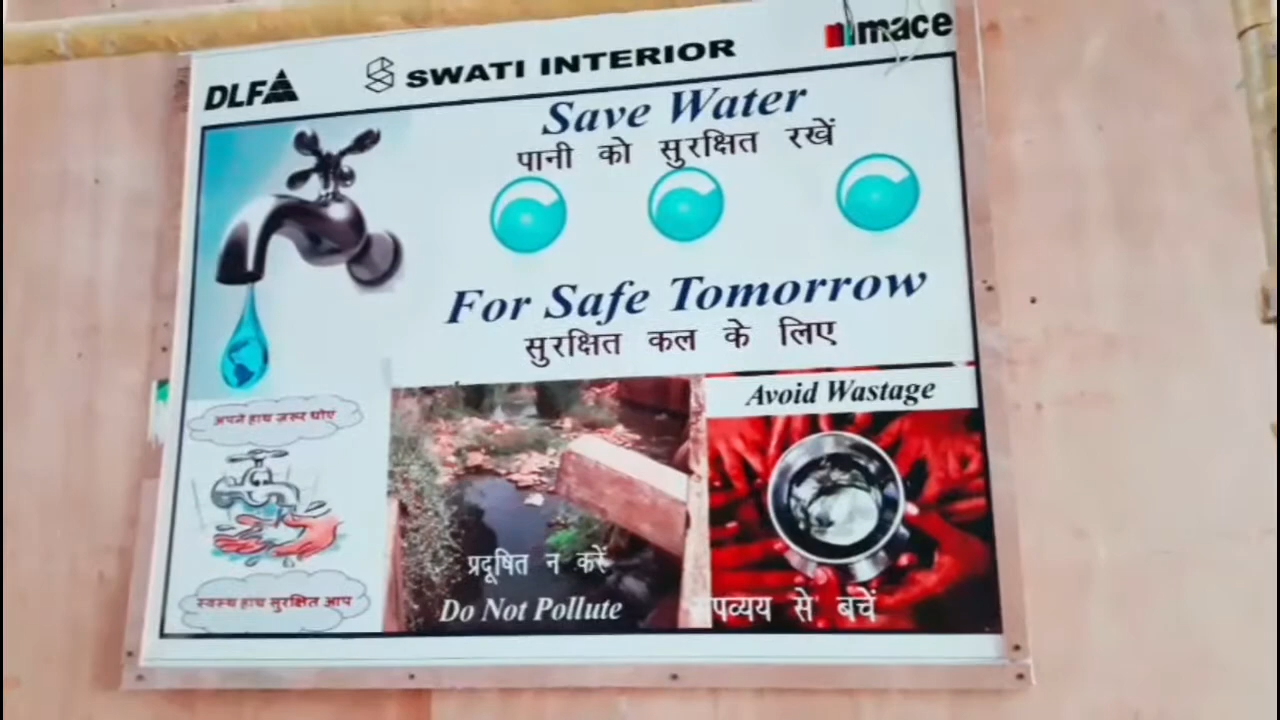 DLF
SWATI INTERIOR
mace
Save Water
पानी को सुरक्षित रखें
For Safe Tomorrow
सुरक्षित कल के लिए
अपने हाथ जरूर धोएं
स्वस्थ हाथ सुरक्षित आप
प्रदूषित न करें
Do Not Pollute
Avoid Wastage
पव्यय से बचें